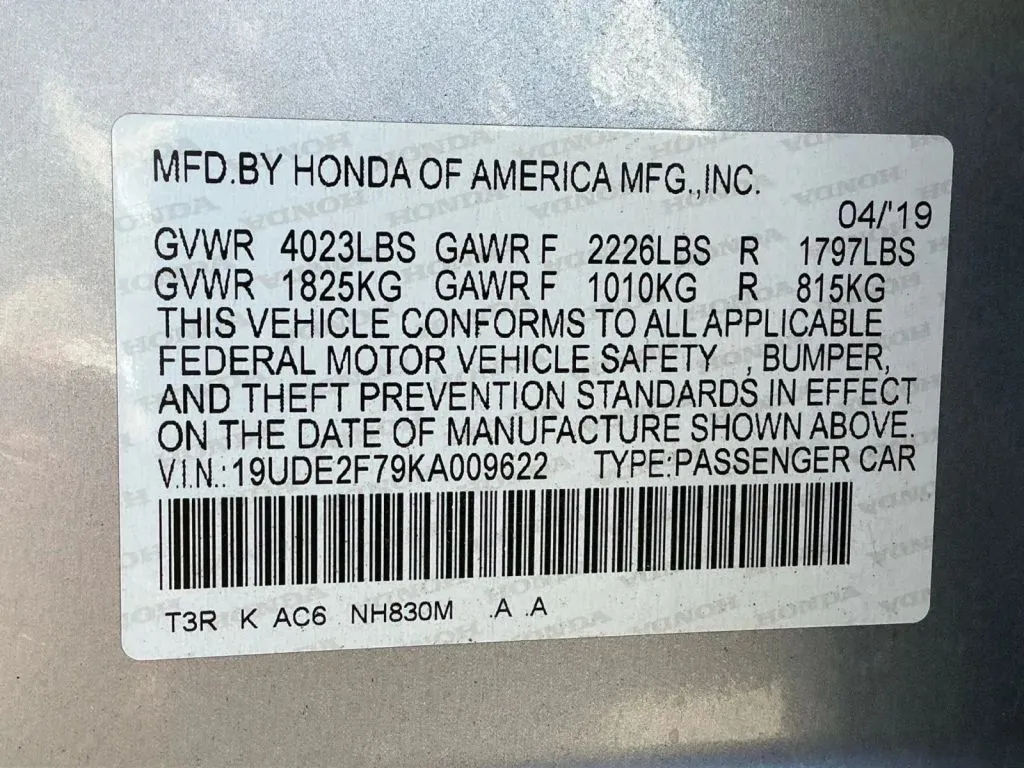 MFD.BY HONDA OF AMERICA MFG.,INC.
04/'19
GVWR 4023LBS GAWR F 2226LBS R 1797LBS
GVWR 1825KG GAWR F 1010KG R 815KG
THIS VEHICLE CONFORMS TO ALL APPLICABLE
FEDERAL MOTOR VEHICLE SAFETY , BUMPER,
AND THEFT PREVENTION STANDARDS IN EFFECT
ON THE DATE OF MANUFACTURE SHOWN ABOVE.
V.I.N.: 19UDE2F79KA009622 TYPE:PASSENGER CAR
T3R K AC6 NH830M .A .A